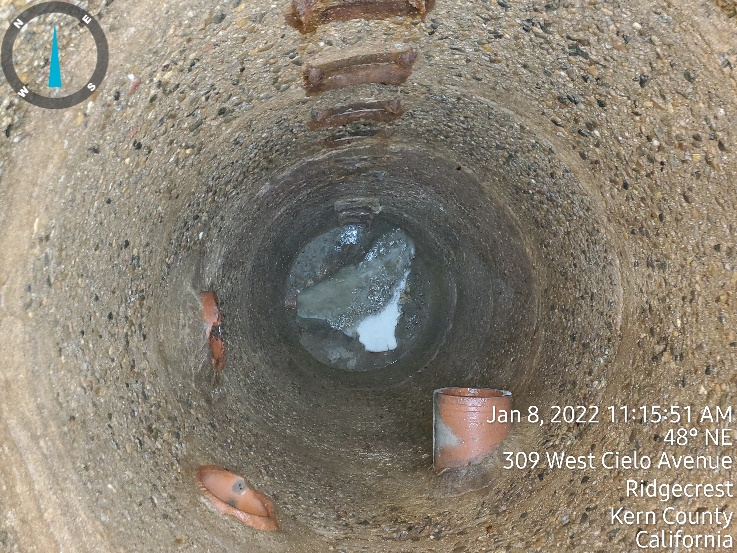 N E
W S
Jan 8, 2022 11:15:51 AM
48° NE
309 West Cielo Avenue
Ridgecrest
Kern County
California